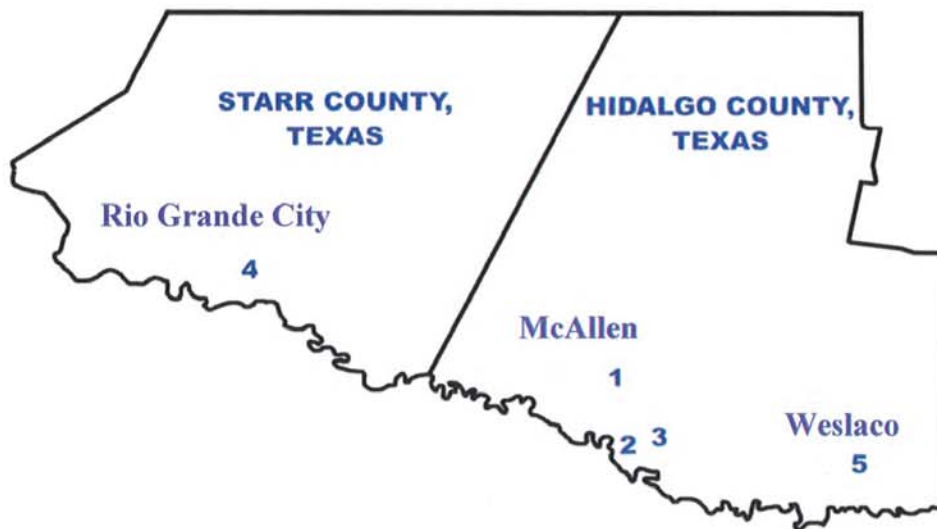 STARR COUNTY,
TEXAS
HIDALGO COUNTY,
TEXAS
Rio Grande City
4
McAllen
1
2
3
Weslaco
5